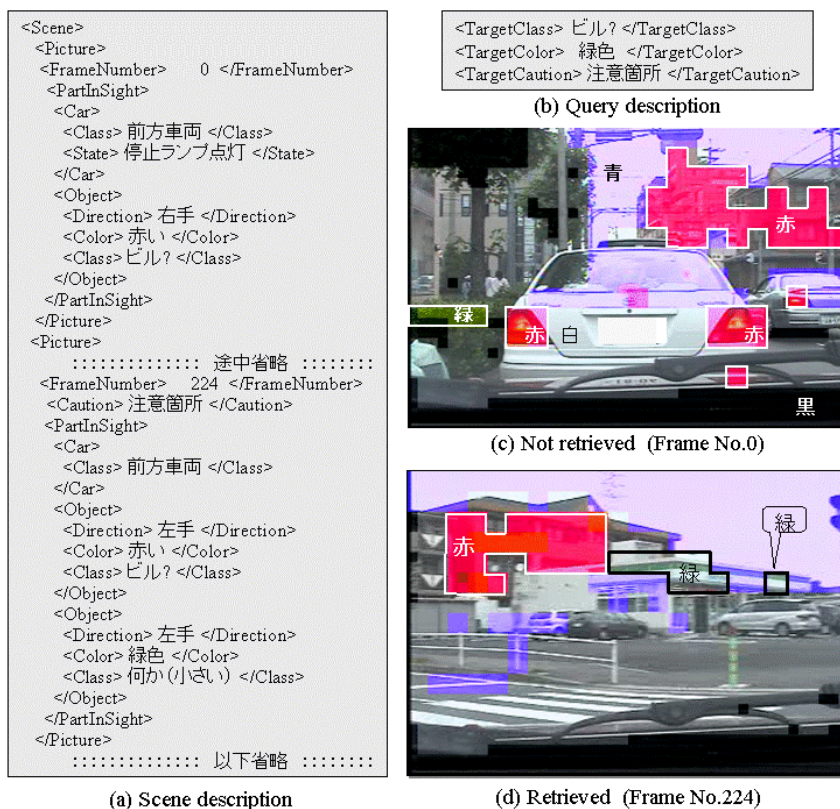 <Scene>
<Picture>
<FrameNumber> 0 </FrameNumber>
<PartInSight>
<Car>
<Class> 前方車両 </Class>
<State> 停止ランプ点灯 </State>
</Car>
<Object>
<Direction> 右手 </Direction>
<Color> 赤い </Color>
<Class> ビル? </Class>
</Object>
</PartInSight>
</Picture>
<Picture>
:::::::::::::: 途中省略 ::::::::
<FrameNumber> 224 </FrameNumber>
<Caution> 注意箇所 </Caution>
<PartInSight>
<Car>
<Class> 前方車両 </Class>
</Car>
<Object>
<Direction> 左手 </Direction>
<Color> 赤い </Color>
<Class> ビル? </Class>
</Object>
<Object>
<Direction> 左手 </Direction>
<Color> 緑色 </Color>
<Class> 何か(小さい) </Class>
</Object>
</PartInSight>
</Picture>
:::::::::::::: 以下省略 ::::::::
(a) Scene description
<TargetClass> ビル? </TargetClass>
<TargetColor> 緑色 </TargetColor>
<TargetCaution> 注意箇所 </TargetCaution>
(b) Query description
青
赤
緑
赤
白
赤
黒
(c) Not retrieved (Frame No.0)
赤
緑
緑
(d) Retrieved (Frame No.224)